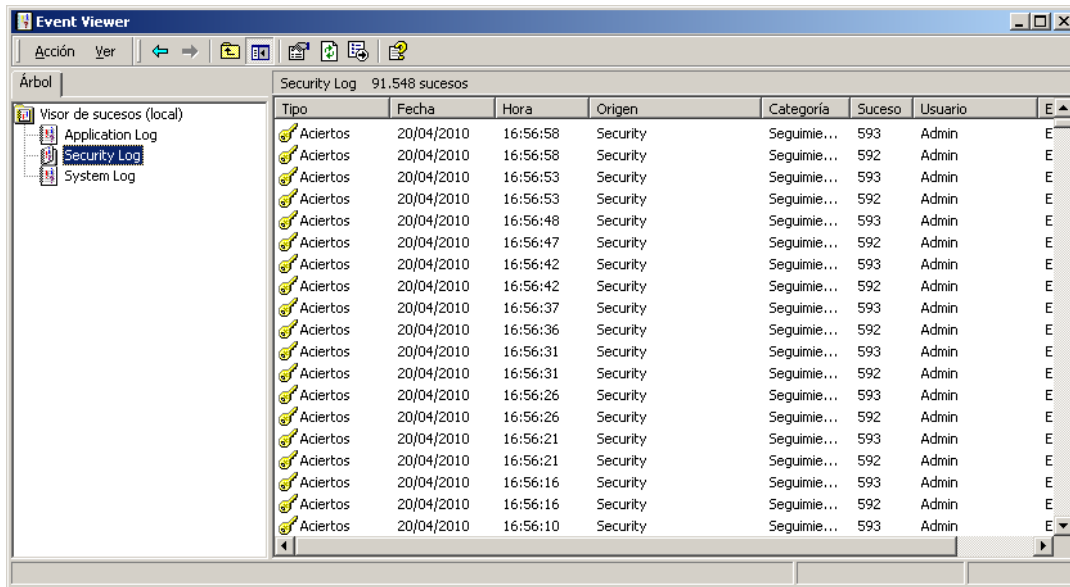 Event Viewer
Acción Ver
Árbol
Security Log 91.548 sucesos
Visor de sucesos (local)
Application Log
Security Log
System Log
Tipo Fecha Hora Origen Categoría Suceso Usuario E
Aciertos 20/04/2010 16:56:58 Security Seguimie... 593 Admin E
Aciertos 20/04/2010 16:56:58 Security Seguimie... 592 Admin E
Aciertos 20/04/2010 16:56:53 Security Seguimie... 593 Admin E
Aciertos 20/04/2010 16:56:53 Security Seguimie... 592 Admin E
Aciertos 20/04/2010 16:56:48 Security Seguimie... 593 Admin E
Aciertos 20/04/2010 16:56:47 Security Seguimie... 592 Admin E
Aciertos 20/04/2010 16:56:42 Security Seguimie... 593 Admin E
Aciertos 20/04/2010 16:56:42 Security Seguimie... 592 Admin E
Aciertos 20/04/2010 16:56:37 Security Seguimie... 593 Admin E
Aciertos 20/04/2010 16:56:36 Security Seguimie... 592 Admin E
Aciertos 20/04/2010 16:56:31 Security Seguimie... 593 Admin E
Aciertos 20/04/2010 16:56:31 Security Seguimie... 592 Admin E
Aciertos 20/04/2010 16:56:26 Security Seguimie... 593 Admin E
Aciertos 20/04/2010 16:56:26 Security Seguimie... 592 Admin E
Aciertos 20/04/2010 16:56:21 Security Seguimie... 593 Admin E
Aciertos 20/04/2010 16:56:21 Security Seguimie... 592 Admin E
Aciertos 20/04/2010 16:56:16 Security Seguimie... 593 Admin E
Aciertos 20/04/2010 16:56:16 Security Seguimie... 592 Admin E
Aciertos 20/04/2010 16:56:10 Security Seguimie... 593 Admin E